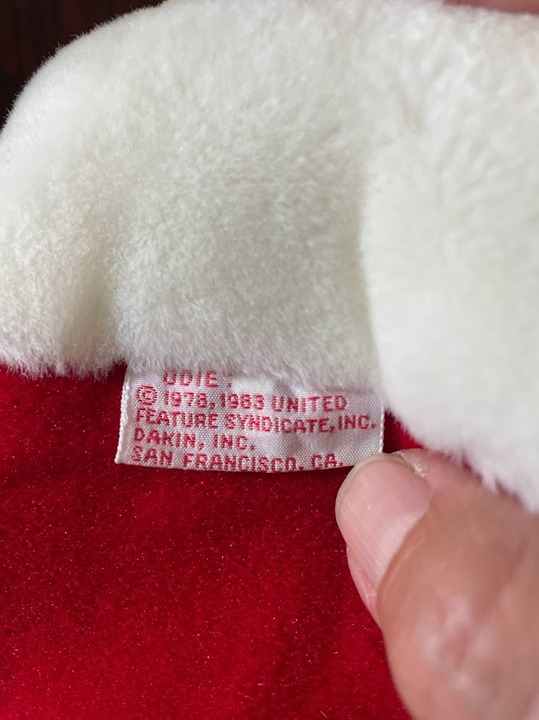 ODIE.
© 1978, 1983 UNITED
FEATURE SYNDICATE, INC.
DAKIN, INC.
SAN FRANCISCO, CA.